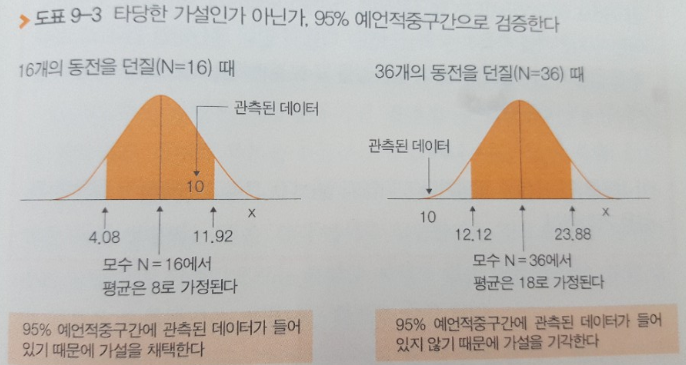 도표 9-3 타당한 가설인가 아닌가, 95% 예언적중구간으로 검증한다
16개의 동전을 던질(N=16) 때
관측된 데이터
10
x
4.08
11.92
모수 N=16에서
평균은 8로 가정된다
95% 예언적중구간에 관측된 데이터가 들어
있기 때문에 가설을 채택한다
36개의 동전을 던질(N=36) 때
관측된 데이터
10
x
12.12
23.88
모수 N=36에서
평균은 18로 가정된다
95% 예언적중구간에 관측된 데이터가 들어
있지 않기 때문에 가설을 기각한다